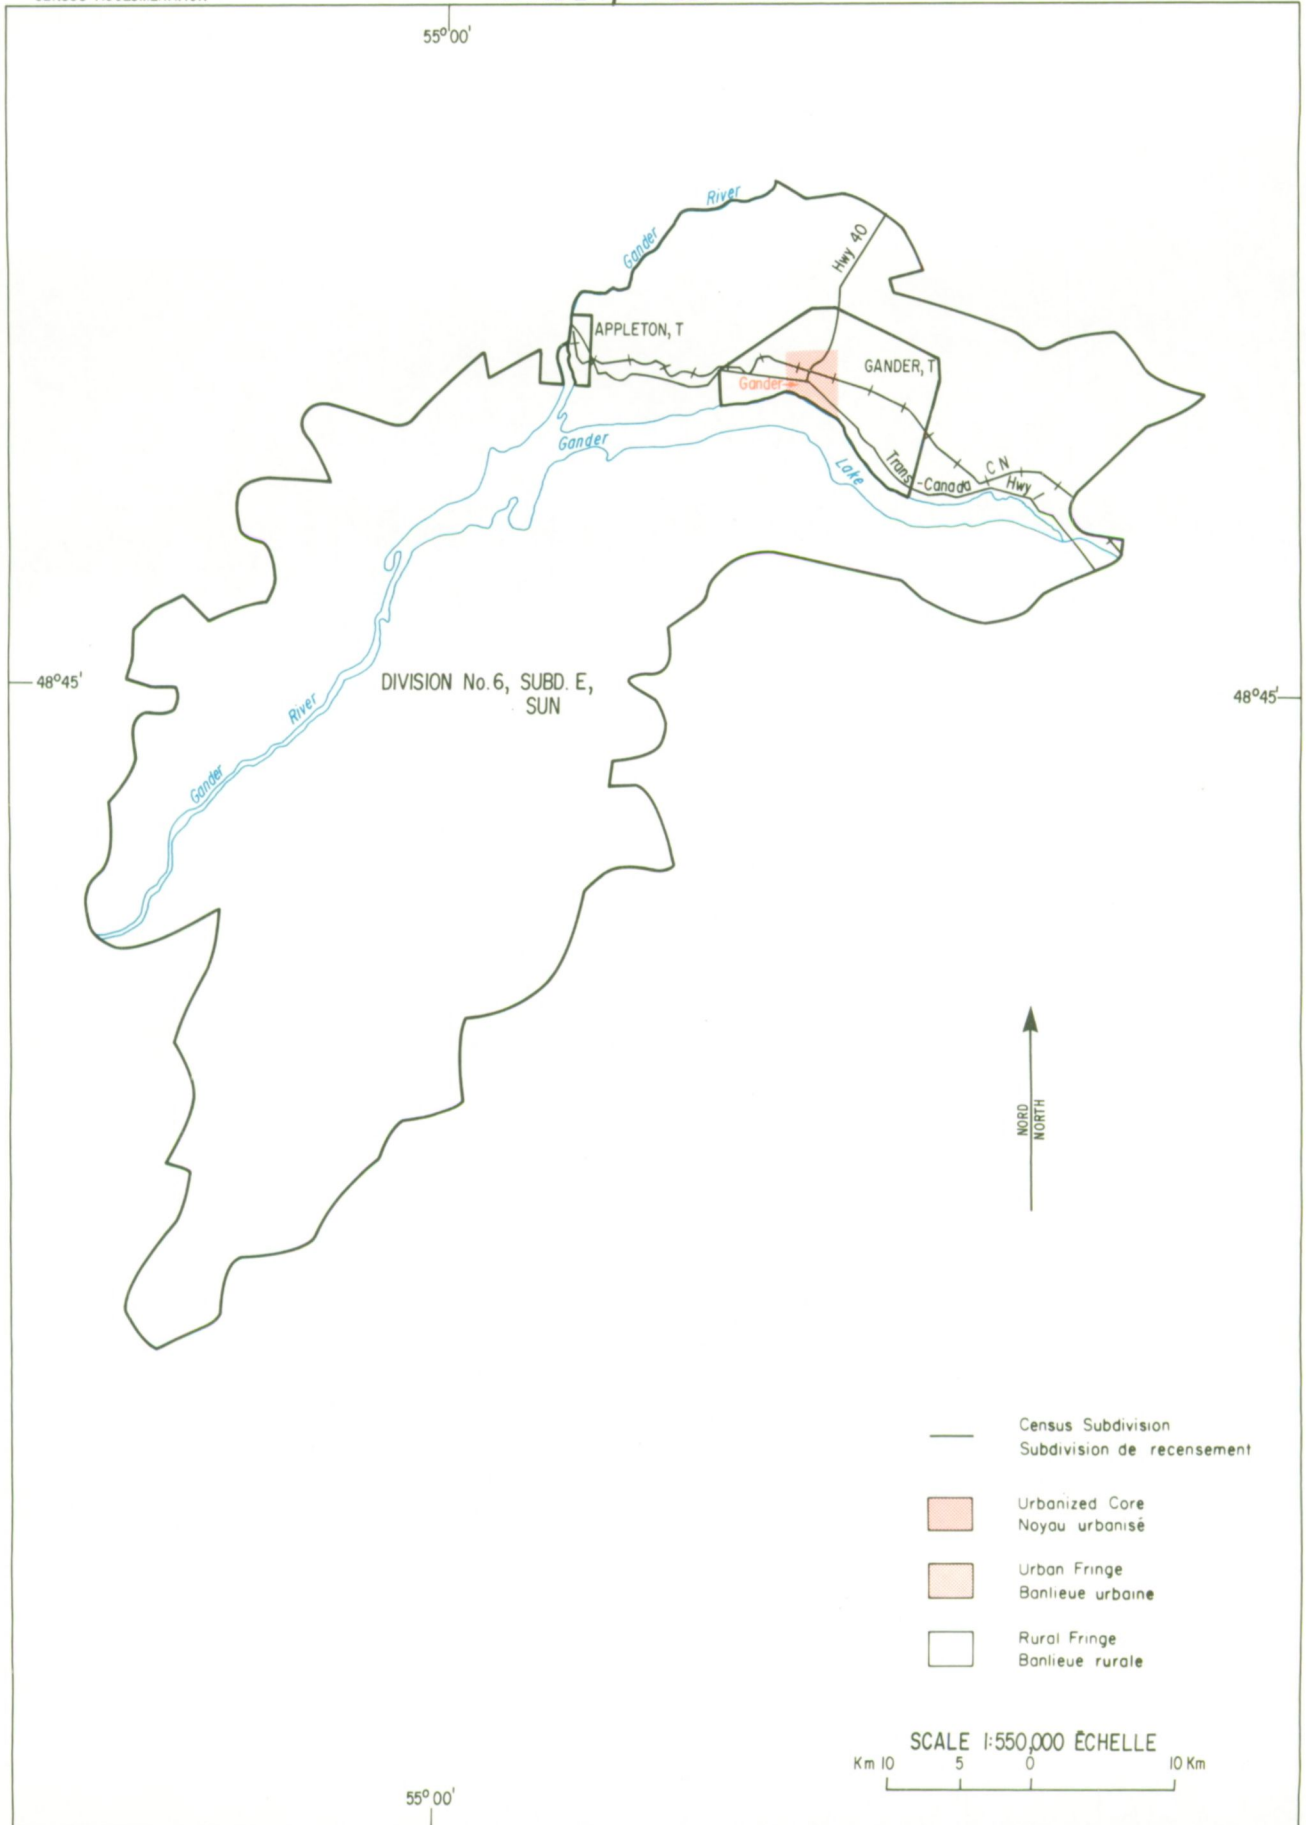 55°00'
River
Gander
Hwy 40
APPLETON, T
GANDER, T
Gander
Gander
Lake
Trans
-Canada
C N
Hwy 1
48°45'
DIVISION No. 6, SUBD. E,
SUN
48°45'
River
Gander
NORD
NORTH
Census Subdivision
Subdivision de recensement
Urbanized Core
Noyau urbanisé
Urban Fringe
Banlieue urbaine
Rural Fringe
Banlieue rurale
SCALE 1:550,000 ÉCHELLE
Km 10 5 0 10 Km
55°00'